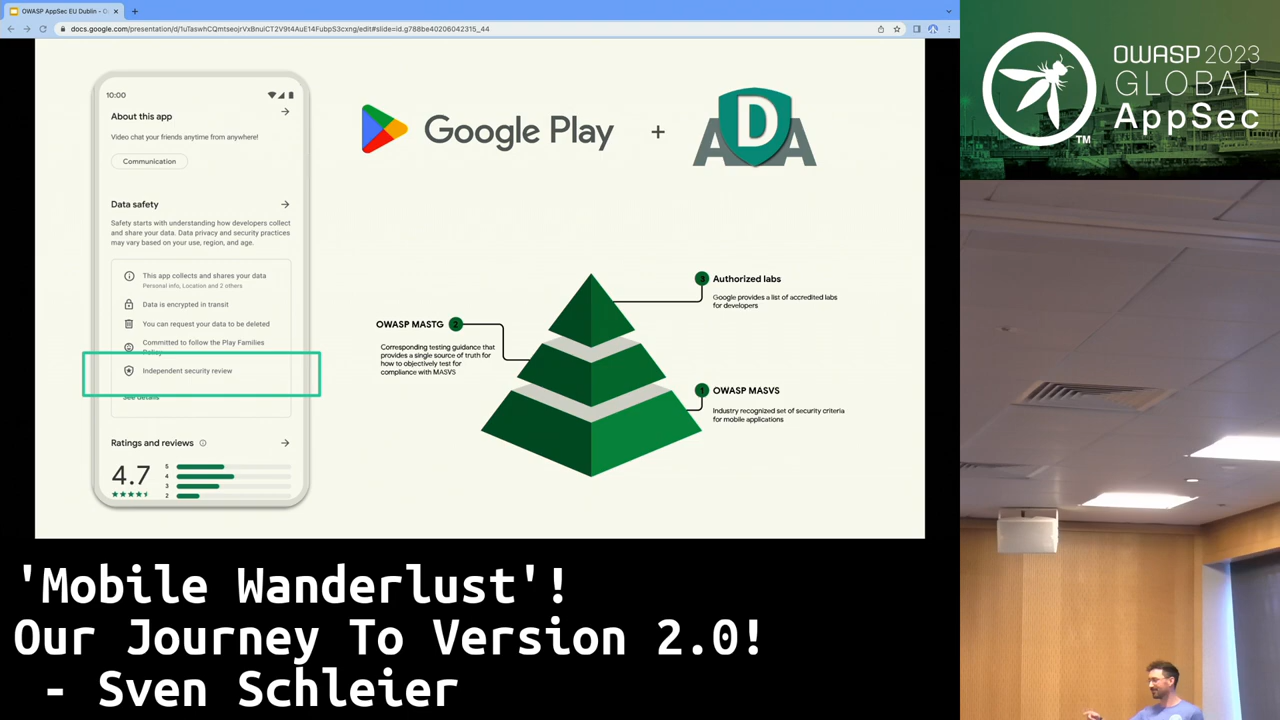 OWASP AppSec EU Dublin - G
docs.google.com/presentation/d/1uTaswhCQmtseojrVxBnuICT2V9t4AuE14FubpS3cxng/edit#slide=id.g788be40206042315_44
10:00
About this app
Video chat your friends anytime from anywhere!
Communication
Data safety
Safety starts with understanding how developers collect
and share your data. Data privacy and security practices
may vary based on your use, region, and age.
This app collects and shares your data
Personal info, Location and 2 others
Data is encrypted in transit
You can request your data to be deleted
Committed to follow the Play Families
Policy
Independent security review
See details
Ratings and reviews
4.7
5
4
3
2
Google Play
+
ADA
3
Authorized labs
Google provides a list of accredited labs
for developers
OWASP MASTG
2
Corresponding testing guidance that
provides a single source of truth for
how to objectively test for
compliance with MASVS
1
OWASP MASVS
Industry recognized set of security criteria
for mobile applications
OWASP 2023
GLOBAL
AppSec
TM
'Mobile Wanderlust'!
Our Journey To Version 2.0!
- Sven Schleier